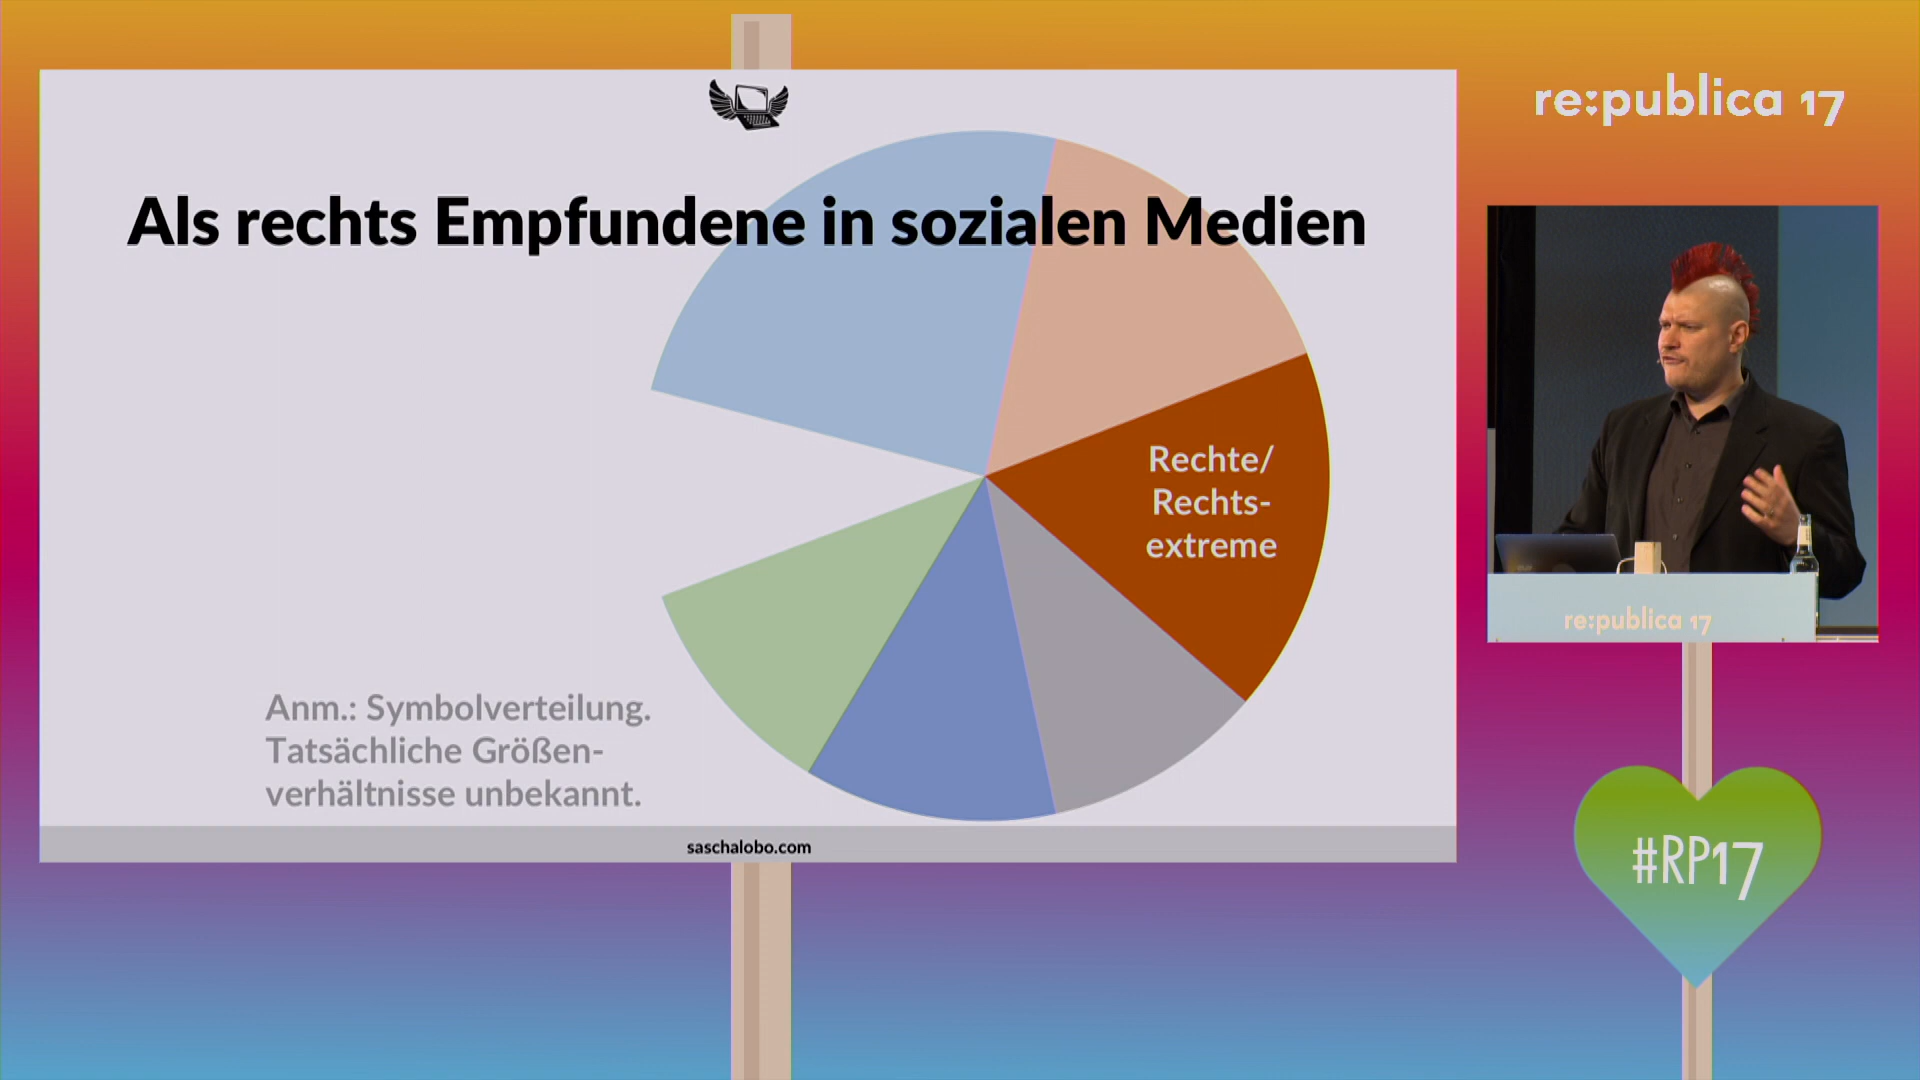 re:publica 17
Als rechts Empfundene in sozialen Medien
Rechte/
Rechts-
extreme
Anm.: Symbolverteilung.
Tatsächliche Größen-
verhältnisse unbekannt.
saschalobo.com
re:publica 17
#RP17